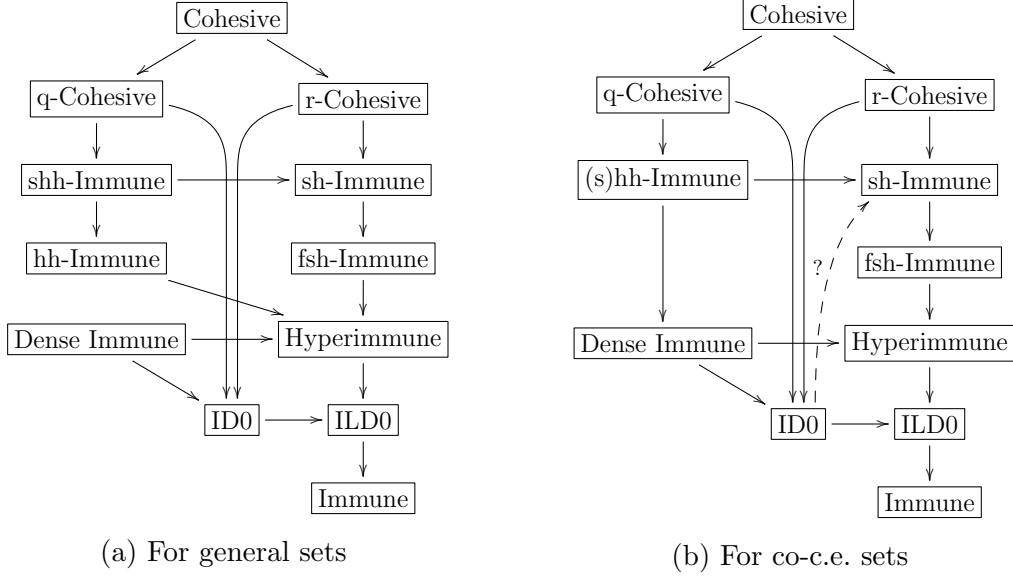 Cohesive
q-Cohesive
r-Cohesive
shh-Immune
sh-Immune
hh-Immune
fsh-Immune
Dense Immune
Hyperimmune
ID0
ILD0
Immune
(a) For general sets
Cohesive
q-Cohesive
r-Cohesive
(s)hh-Immune
sh-Immune
?
fsh-Immune
Dense Immune
Hyperimmune
ID0
ILD0
Immune
(b) For co-c.e. sets